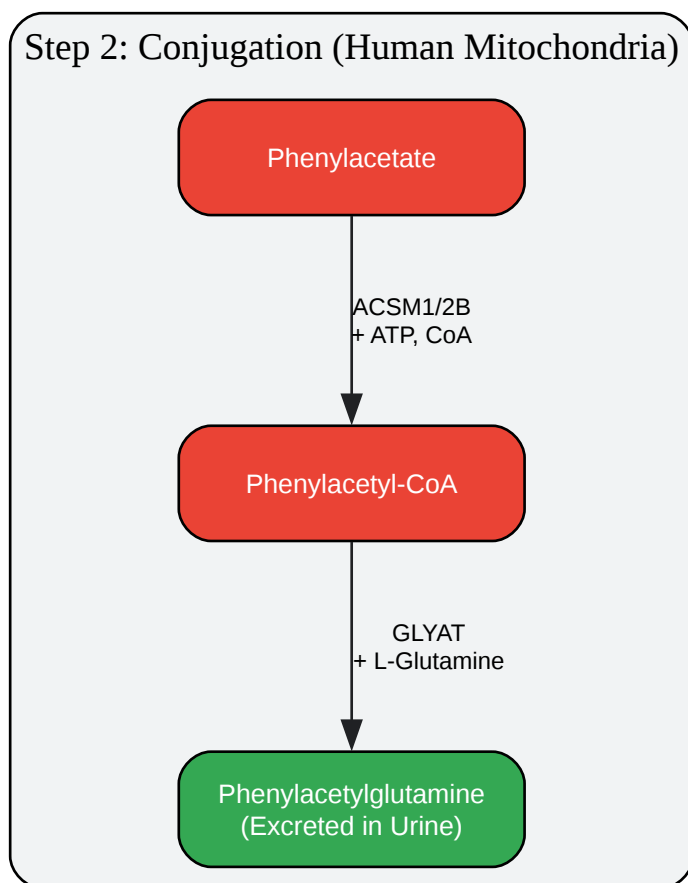 Step 2: Conjugation (Human Mitochondria)
Phenylacetate
ACSM1/2B
+ ATP, CoA
Phenylacetyl-CoA
GLYAT
+ L-Glutamine
Phenylacetylglutamine
(Excreted in Urine)